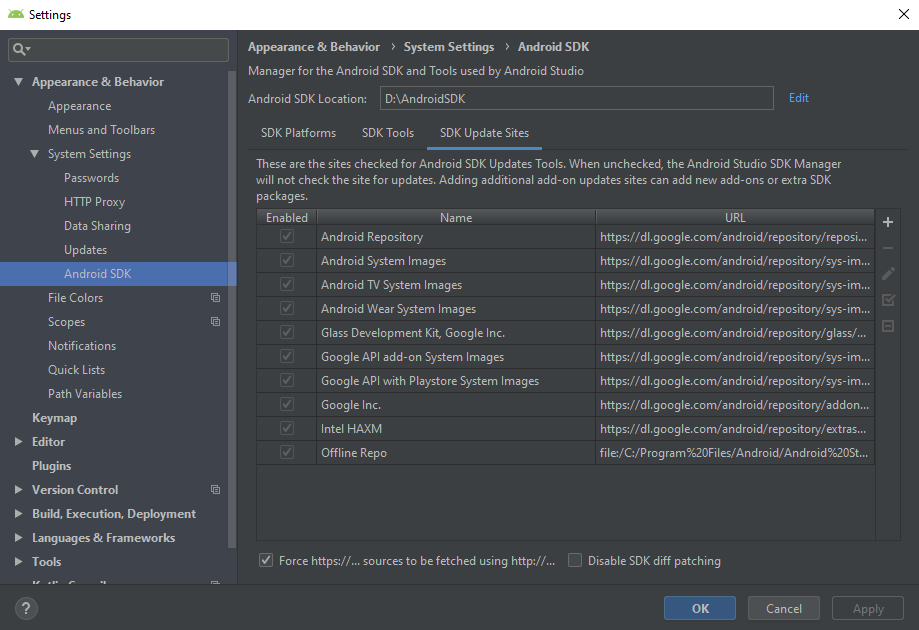 Settings
Appearance & Behavior
Appearance
Menus and Toolbars
System Settings
Passwords
HTTP Proxy
Data Sharing
Updates
Android SDK
File Colors
Scopes
Notifications
Quick Lists
Path Variables
Keymap
Editor
Plugins
Version Control
Build, Execution, Deployment
Languages & Frameworks
Tools
Appearance & Behavior › System Settings › Android SDK
Manager for the Android SDK and Tools used by Android Studio
Android SDK Location: D:\AndroidSDK Edit
SDK Platforms SDK Tools SDK Update Sites
These are the sites checked for Android SDK Updates Tools. When unchecked, the Android Studio SDK Manager
will not check the site for updates. Adding additional add-on updates sites can add new add-ons or extra SDK
packages.
Enabled Name URL
Android Repository https://dl.google.com/android/repository/reposi...
Android System Images https://dl.google.com/android/repository/sys-im...
Android TV System Images https://dl.google.com/android/repository/sys-im...
Android Wear System Images https://dl.google.com/android/repository/sys-im...
Glass Development Kit, Google Inc. https://dl.google.com/android/repository/glass/...
Google API add-on System Images https://dl.google.com/android/repository/sys-im...
Google API with Playstore System Images https://dl.google.com/android/repository/sys-im...
Google Inc. https://dl.google.com/android/repository/addon...
Intel HAXM https://dl.google.com/android/repository/extras...
Offline Repo file:/C:/Program%20Files/Android/Android%20St...
Force https://... sources to be fetched using http://... Disable SDK diff patching
? OK Cancel Apply